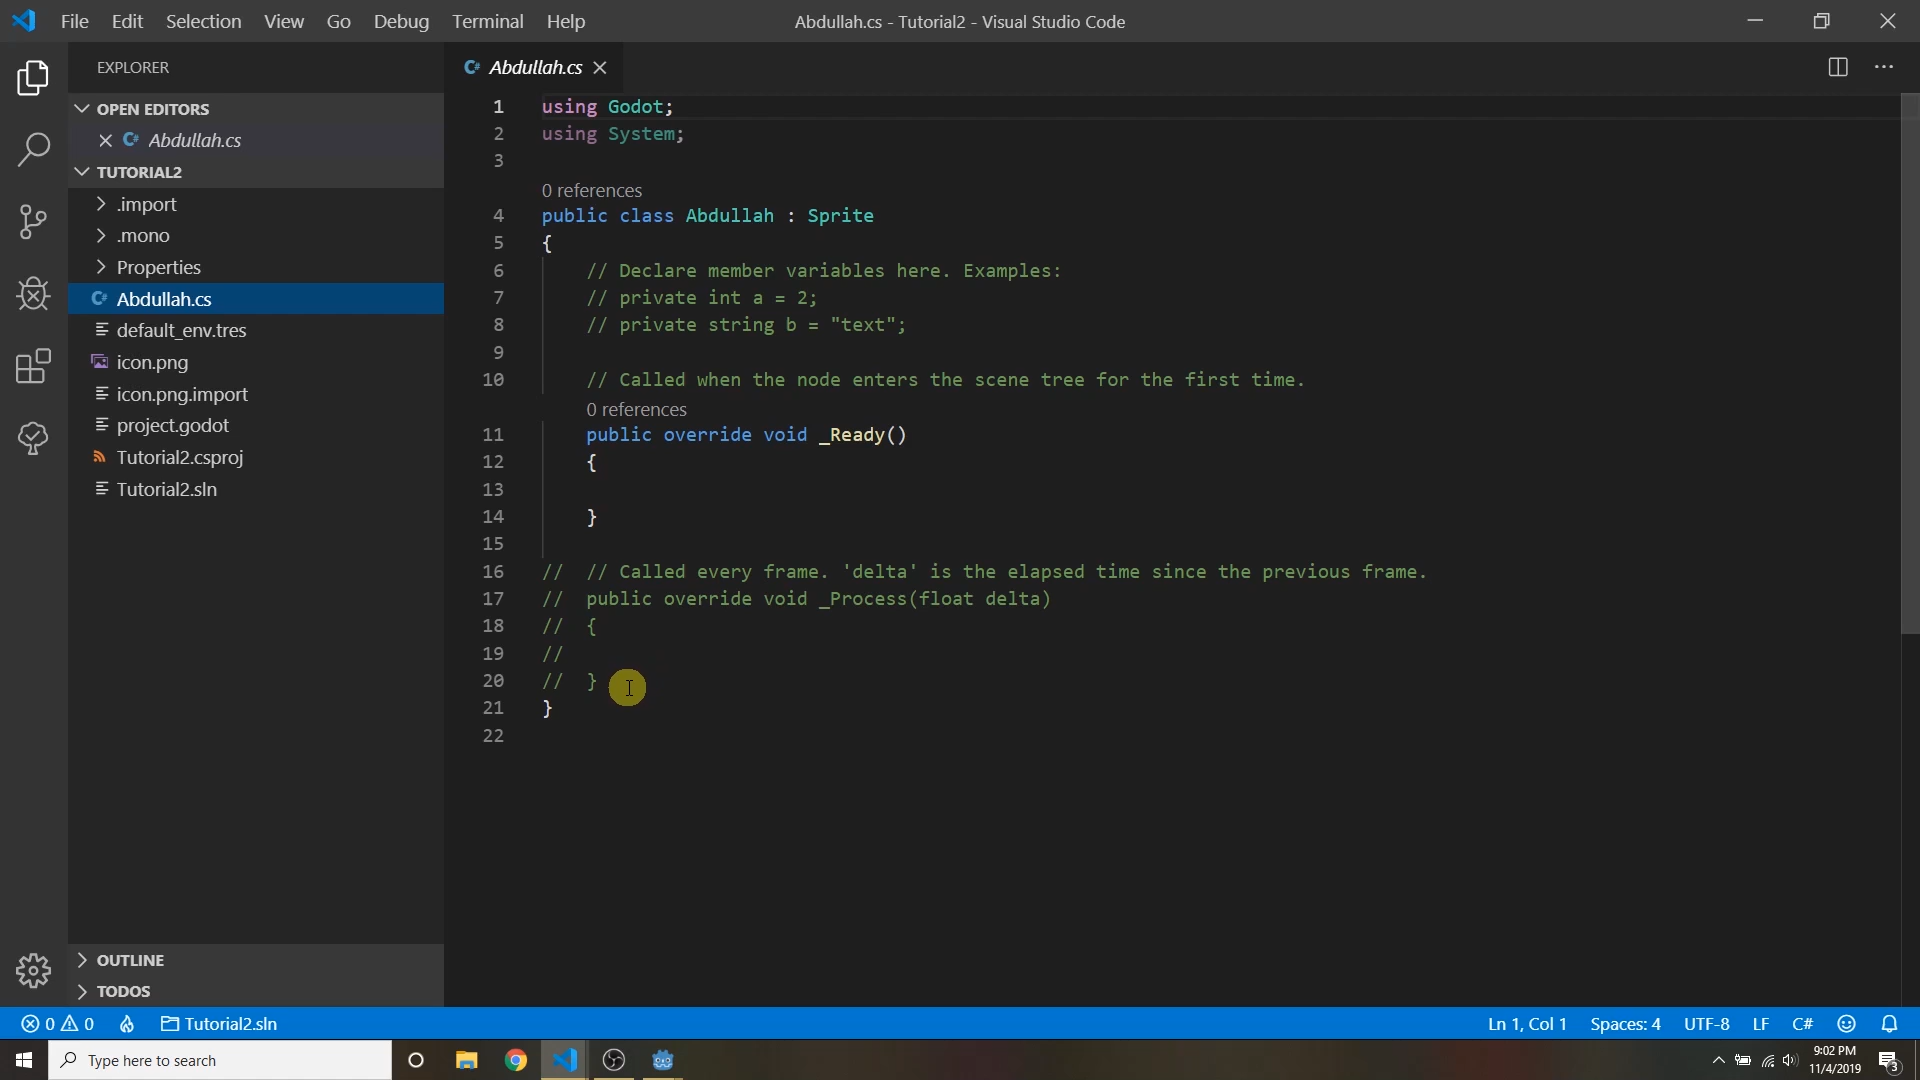 File Edit Selection View Go Debug Terminal Help
Abdullah.cs - Tutorial2 - Visual Studio Code
EXPLORER
OPEN EDITORS
Abdullah.cs
TUTORIAL2
.import
.mono
Properties
Abdullah.cs
default_env.tres
icon.png
icon.png.import
project.godot
Tutorial2.csproj
Tutorial2.sln
OUTLINE
TODOS
Abdullah.cs
1 using Godot;
2 using System;
3
0 references
4 public class Abdullah : Sprite
5 {
6 // Declare member variables here. Examples:
7 // private int a = 2;
8 // private string b = "text";
9
10 // Called when the node enters the scene tree for the first time.
0 references
11 public override void _Ready()
12 {
13
14 }
15
16 // // Called every frame. 'delta' is the elapsed time since the previous frame.
17 // public override void _Process(float delta)
18 // {
19 //
20 // }
21 }
22
0 0 Tutorial2.sln
Ln 1, Col 1 Spaces: 4 UTF-8 LF C#
Type here to search
9:02 PM
11/4/2019
3